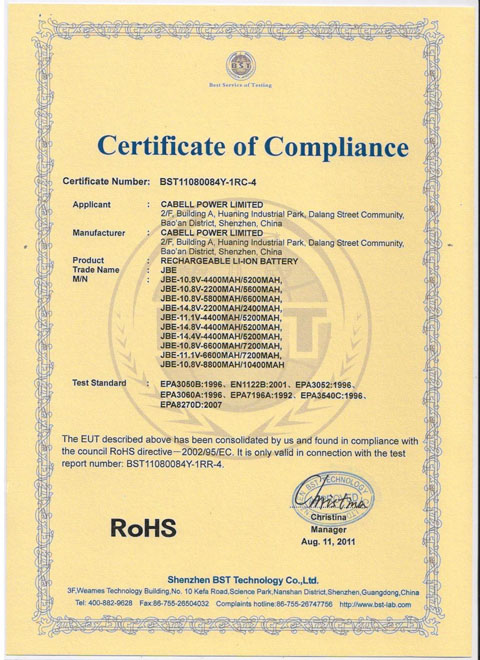 BST
Best Service of Testing
Certificate of Compliance
Certificate Number: BST11080084Y-1RC-4
Applicant : CABELL POWER LIMITED
2/F, Building A, Huaning Industrial Park, Dalang Street Community,
Bao'an District, Shenzhen, China
Manufacturer : CABELL POWER LIMITED
2/F, Building A, Huaning Industrial Park, Dalang Street Community,
Bao'an District, Shenzhen, China
Product : RECHARGEABLE LI-ION BATTERY
Trade Name : JBE
M/N : JBE-10.8V-4400MAH/5200MAH,
JBE-10.8V-2200MAH/5600MAH,
JBE-10.8V-5800MAH/6600MAH,
JBE-14.8V-2200MAH/2400MAH,
JBE-11.1V-4400MAH/5200MAH,
JBE-14.8V-4400MAH/5200MAH,
JBE-14.4V-4400MAH/5200MAH,
JBE-10.8V-6600MAH/7200MAH,
JBE-11.1V-6600MAH/7200MAH,
JBE-10.8V-8800MAH/10400MAH
Test Standard : EPA3050B:1996、EN1122B:2001、EPA3052:1996、
EPA3060A:1996、EPA7196A:1992、EPA3540C:1996、
EPA8270D:2007
The EUT described above has been consolidated by us and found in compliance with
the council RoHS directive－2002/95/EC. It is only valid in connection with the test
report number: BST11080084Y-1RR-4.
Christina
Christina
Manager
Aug. 11, 2011
RoHS
Shenzhen BST Technology Co.,Ltd.
3F,Weames Technology Building,No. 10 Kefa Road,Science Park,Nanshan District,Shenzhen,Guangdong,China
Tel: 400-882-9628 Fax:86-755-26504032 Complaints hotline:86-755-26747756 http://www.bst-lab.com